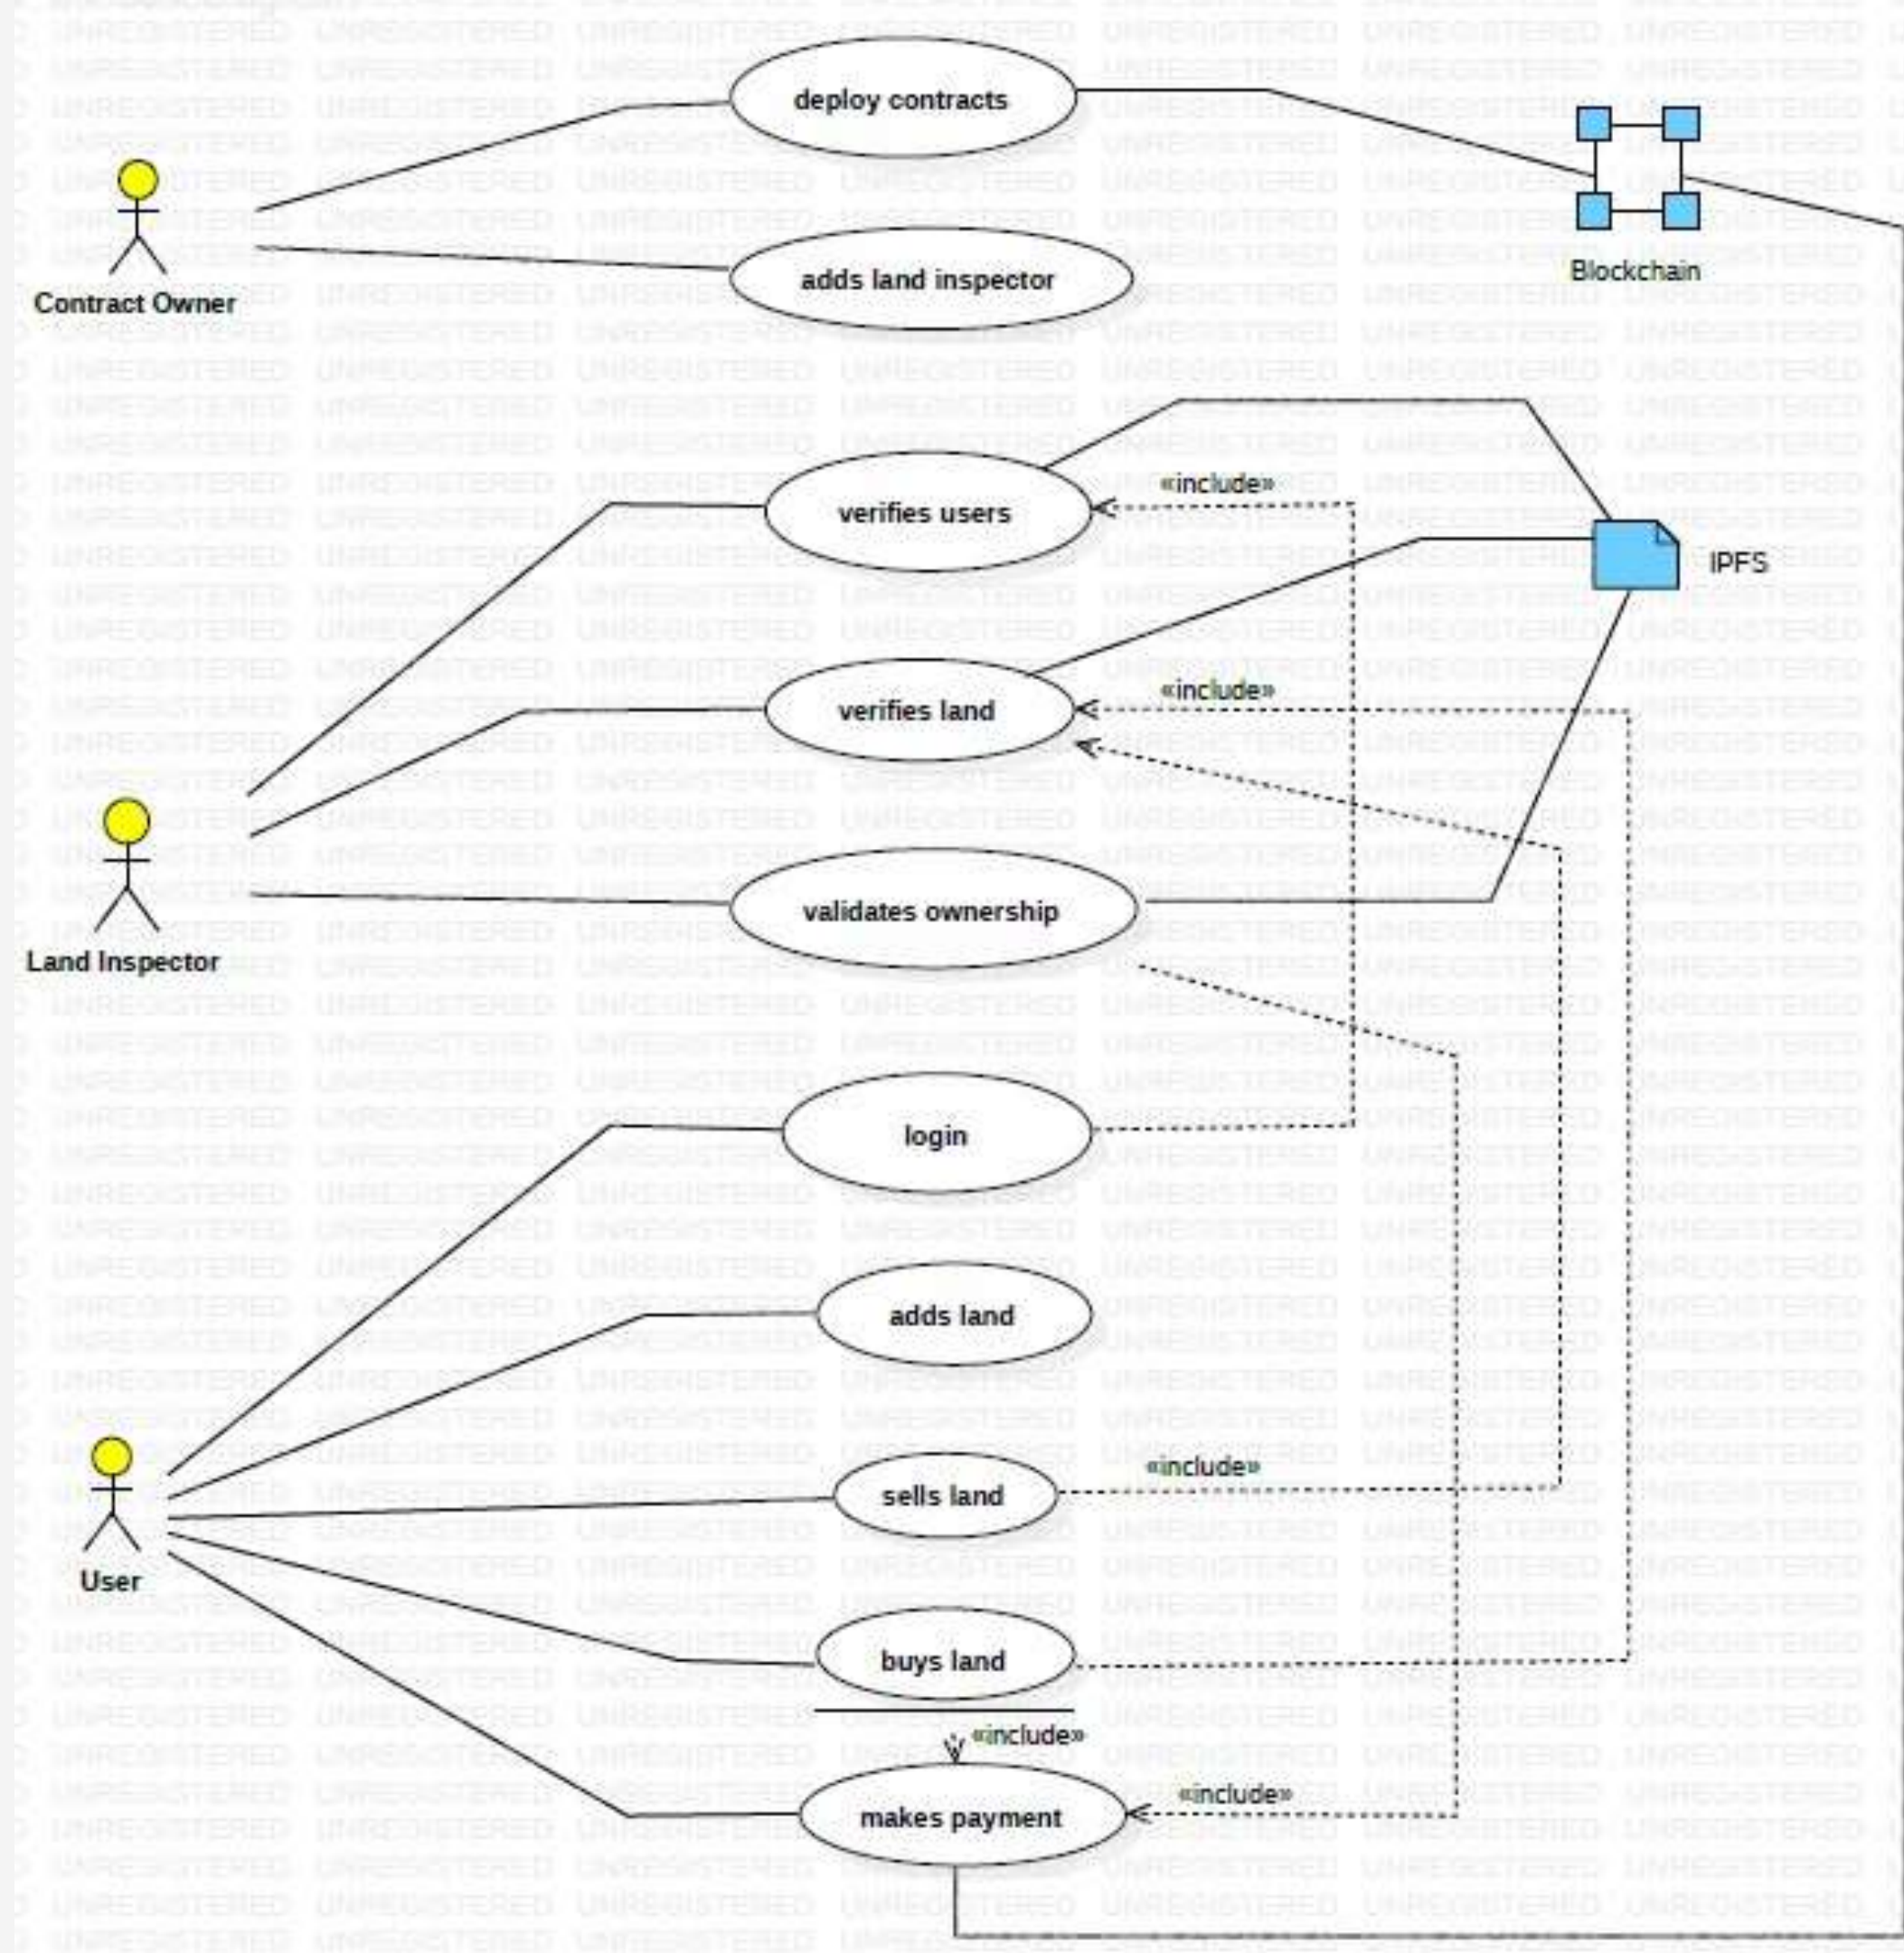 deploy contracts
Blockchain
adds land inspector
Contract Owner
«include»
verifies users
IPFS
«include»
verifies land
validates ownership
Land Inspector
login
adds land
«include»
sells land
User
buys land
«include»
«include»
makes payment
UNREGISTERED